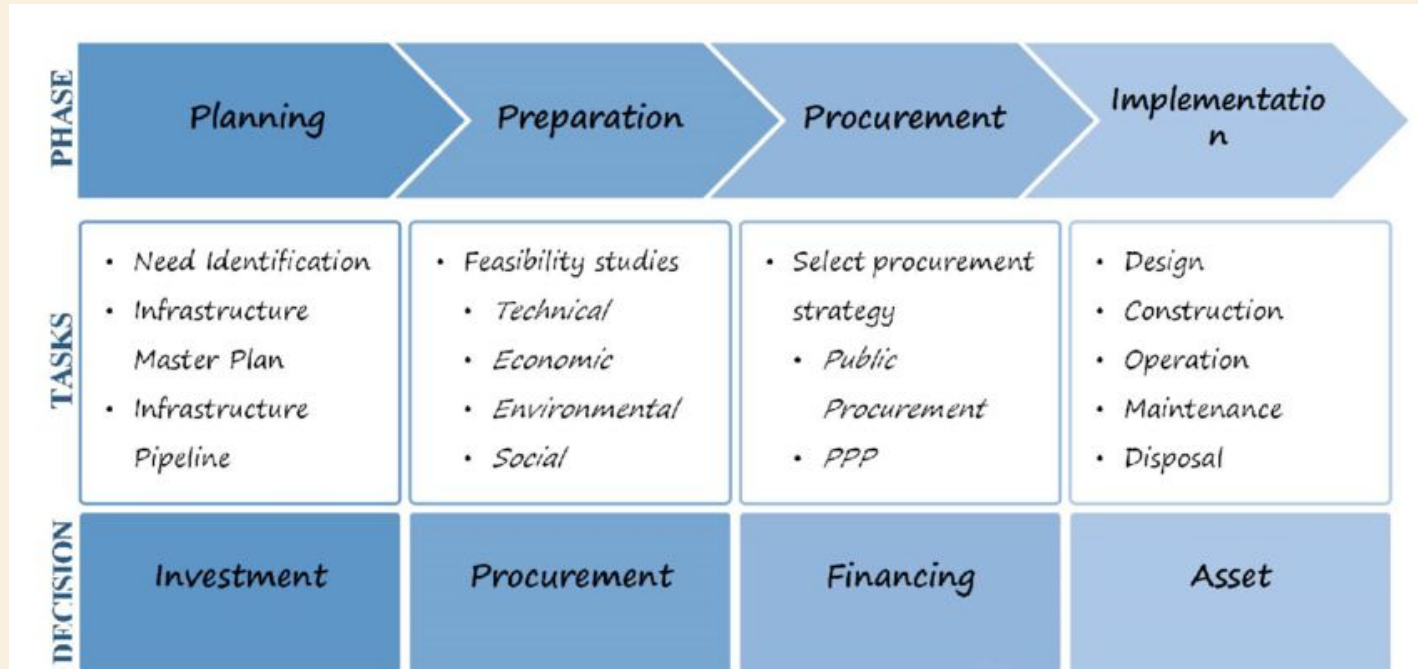 PHASE
Planning
Preparation
Procurement
Implementatio
n
TASKS
• Need Identification
• Infrastructure
Master Plan
• Infrastructure
Pipeline
• Feasibility studies
• Technical
• Economic
• Environmental
• Social
• Select procurement
strategy
• Public
Procurement
• PPP
• Design
• Construction
• Operation
• Maintenance
• Disposal
DECISION
Investment
Procurement
Financing
Asset